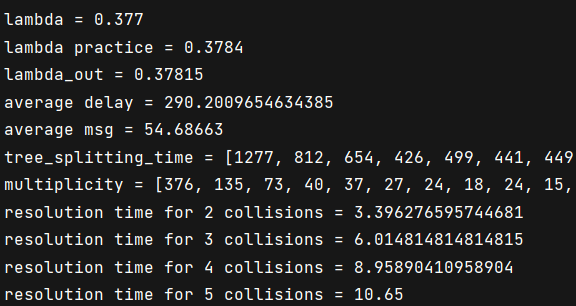 lambda = 0.377
lambda practice = 0.3784
lambda_out = 0.37815
average delay = 290.2009654634385
average msg = 54.68663
tree_splitting_time = [1277, 812, 654, 426, 499, 441, 449
multiplicity = [376, 135, 73, 40, 37, 27, 24, 18, 24, 15,
resolution time for 2 collisions = 3.396276595744681
resolution time for 3 collisions = 6.014814814814815
resolution time for 4 collisions = 8.95890410958904
resolution time for 5 collisions = 10.65